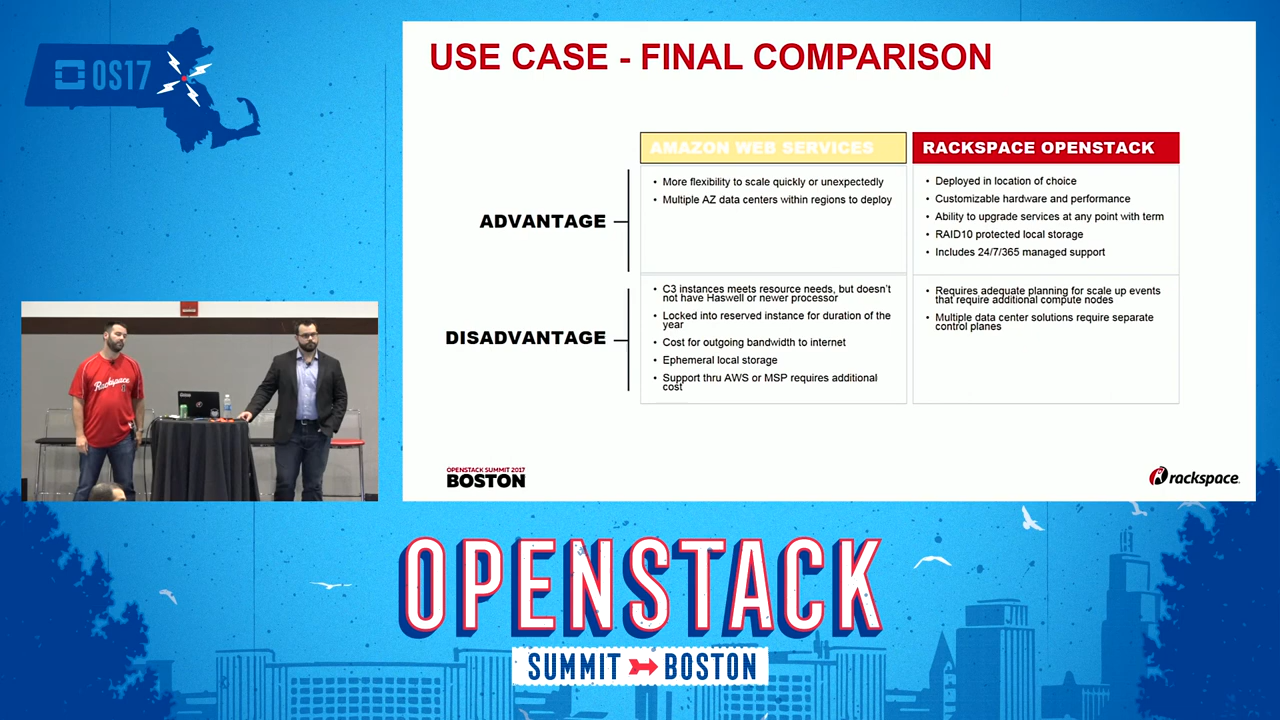 OS17
USE CASE - FINAL COMPARISON
AMAZON WEB SERVICES
RACKSPACE OPENSTACK
ADVANTAGE
• More flexibility to scale quickly or unexpectedly
• Multiple AZ data centers within regions to deploy
• Deployed in location of choice
• Customizable hardware and performance
• Ability to upgrade services at any point with term
• RAID10 protected local storage
• Includes 24/7/365 managed support
DISADVANTAGE
• C3 instances meets resource needs, but doesn't
not have Haswell or newer processor
• Locked into reserved instance for duration of the
year
• Cost for outgoing bandwidth to internet
• Ephemeral local storage
• Support thru AWS or MSP requires additional
cost
• Requires adequate planning for scale up events
that require additional compute nodes
• Multiple data center solutions require separate
control planes
Rackspace
OPENSTACK SUMMIT 2017
BOSTON
rackspace
OPENSTACK
SUMMIT BOSTON